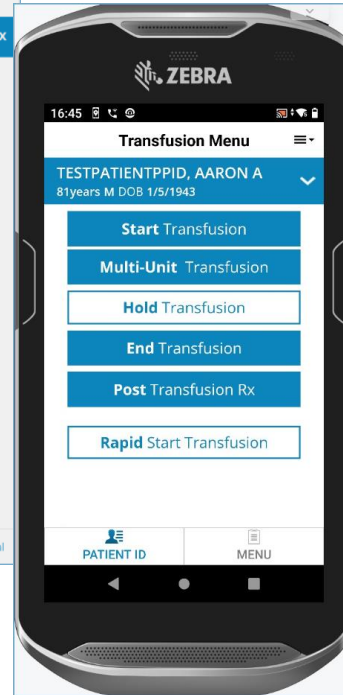 x
ZEBRA
16:45
Transfusion Menu
TESTPATIENTPPID, AARON A
81years M DOB 1/5/1943
Start Transfusion
Multi-Unit Transfusion
Hold Transfusion
End Transfusion
Post Transfusion Rx
Rapid Start Transfusion
al
PATIENT ID
MENU